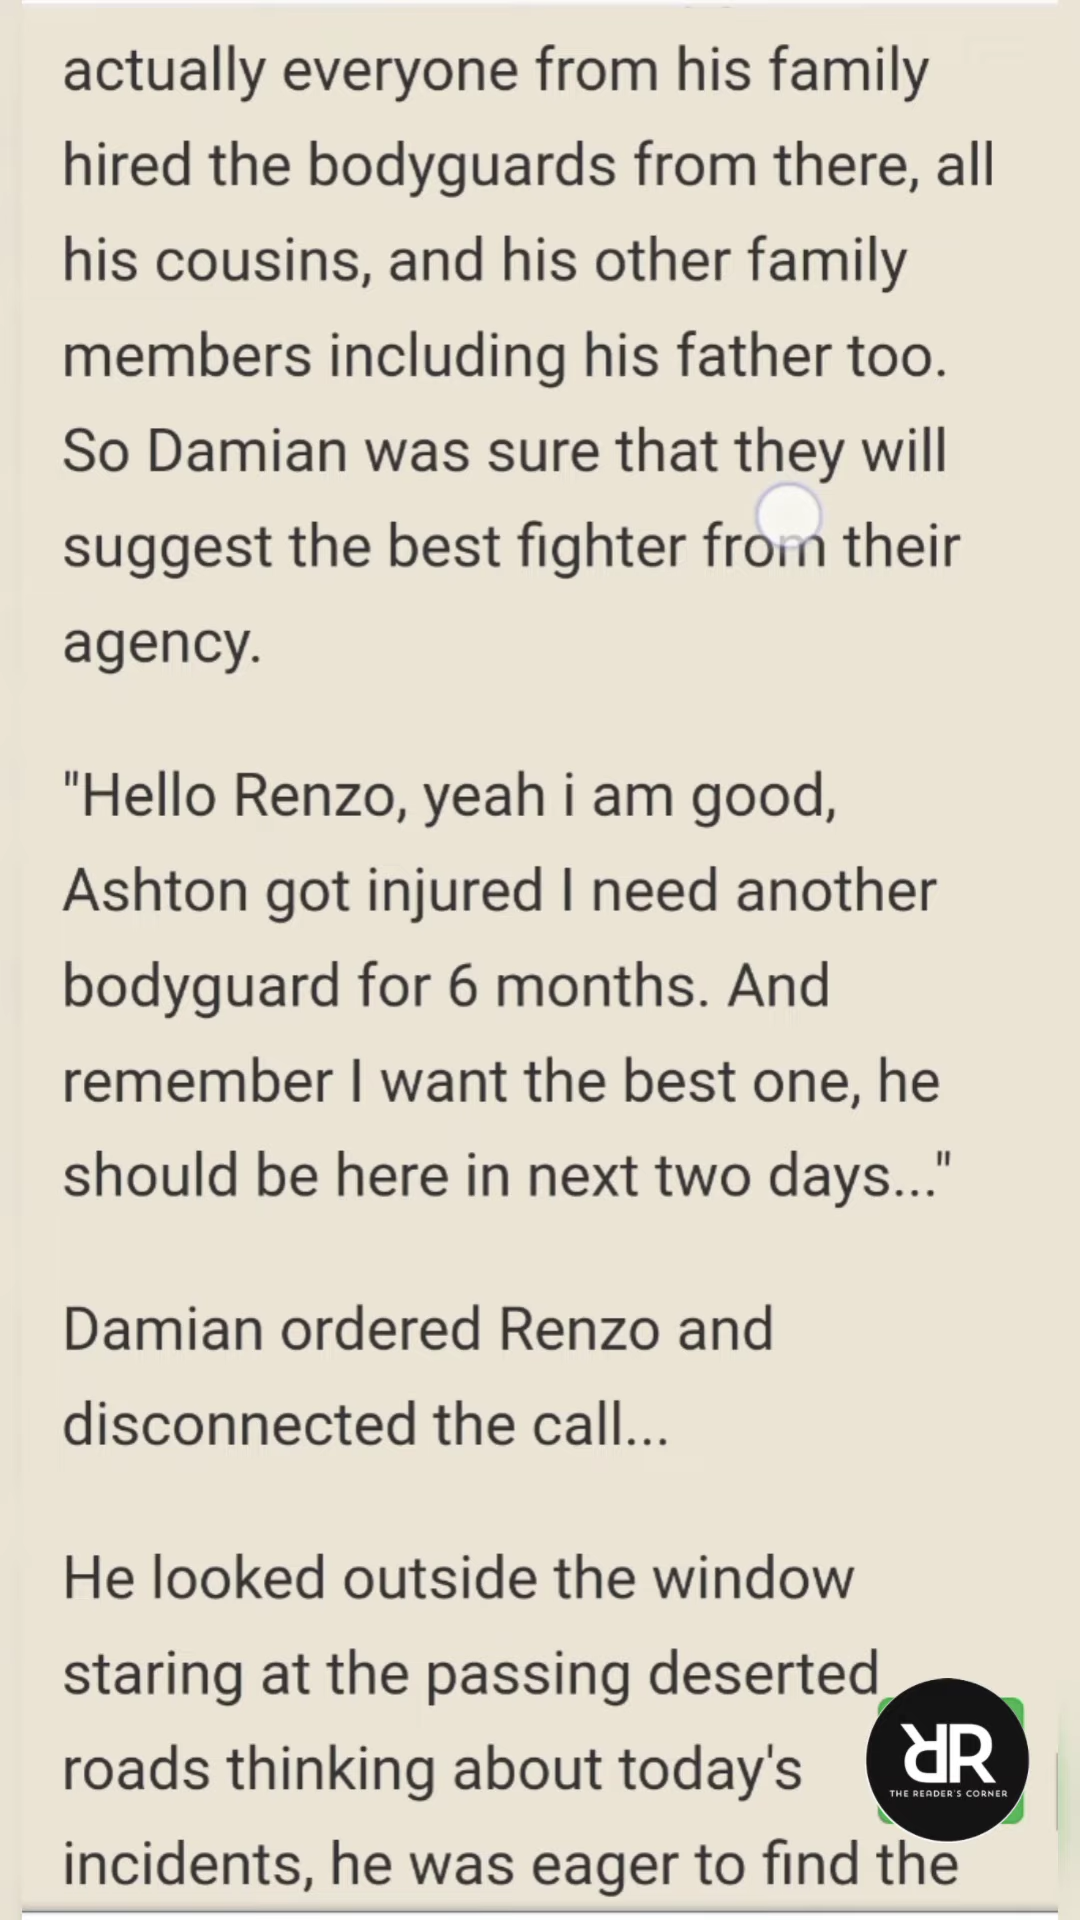 actually everyone from his family
hired the bodyguards from there, all
his cousins, and his other family
members including his father too.
So Damian was sure that they will
suggest the best fighter from their
agency.
"Hello Renzo, yeah i am good,
Ashton got injured I need another
bodyguard for 6 months. And
remember I want the best one, he
should be here in next two days..."
Damian ordered Renzo and
disconnected the call...
He looked outside the window
staring at the passing deserted
roads thinking about today's
incidents, he was eager to find the
RR
THE READER'S CORNER